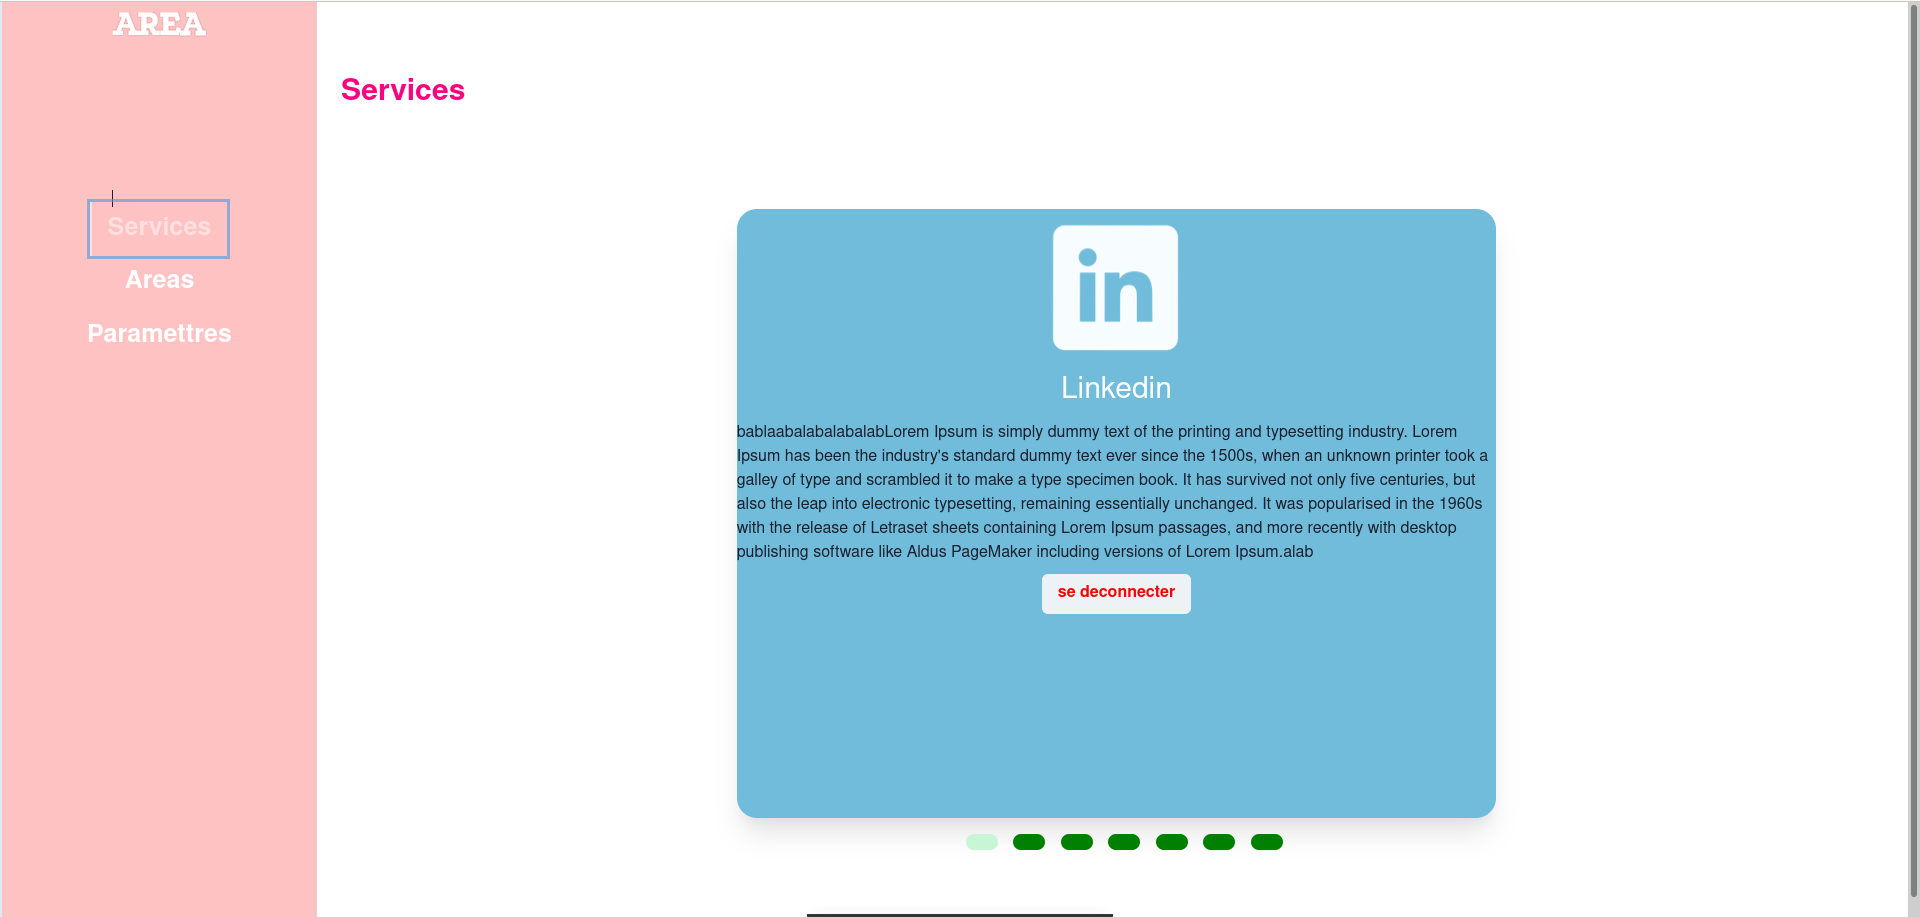 AREA
Services
Areas
Paramettres
Services
in
Linkedin
bablaabalabalabalabLorem Ipsum is simply dummy text of the printing and typesetting industry. Lorem
Ipsum has been the industry's standard dummy text ever since the 1500s, when an unknown printer took a
galley of type and scrambled it to make a type specimen book. It has survived not only five centuries, but
also the leap into electronic typesetting, remaining essentially unchanged. It was popularised in the 1960s
with the release of Letraset sheets containing Lorem Ipsum passages, and more recently with desktop
publishing software like Aldus PageMaker including versions of Lorem Ipsum.alab
se deconnecter